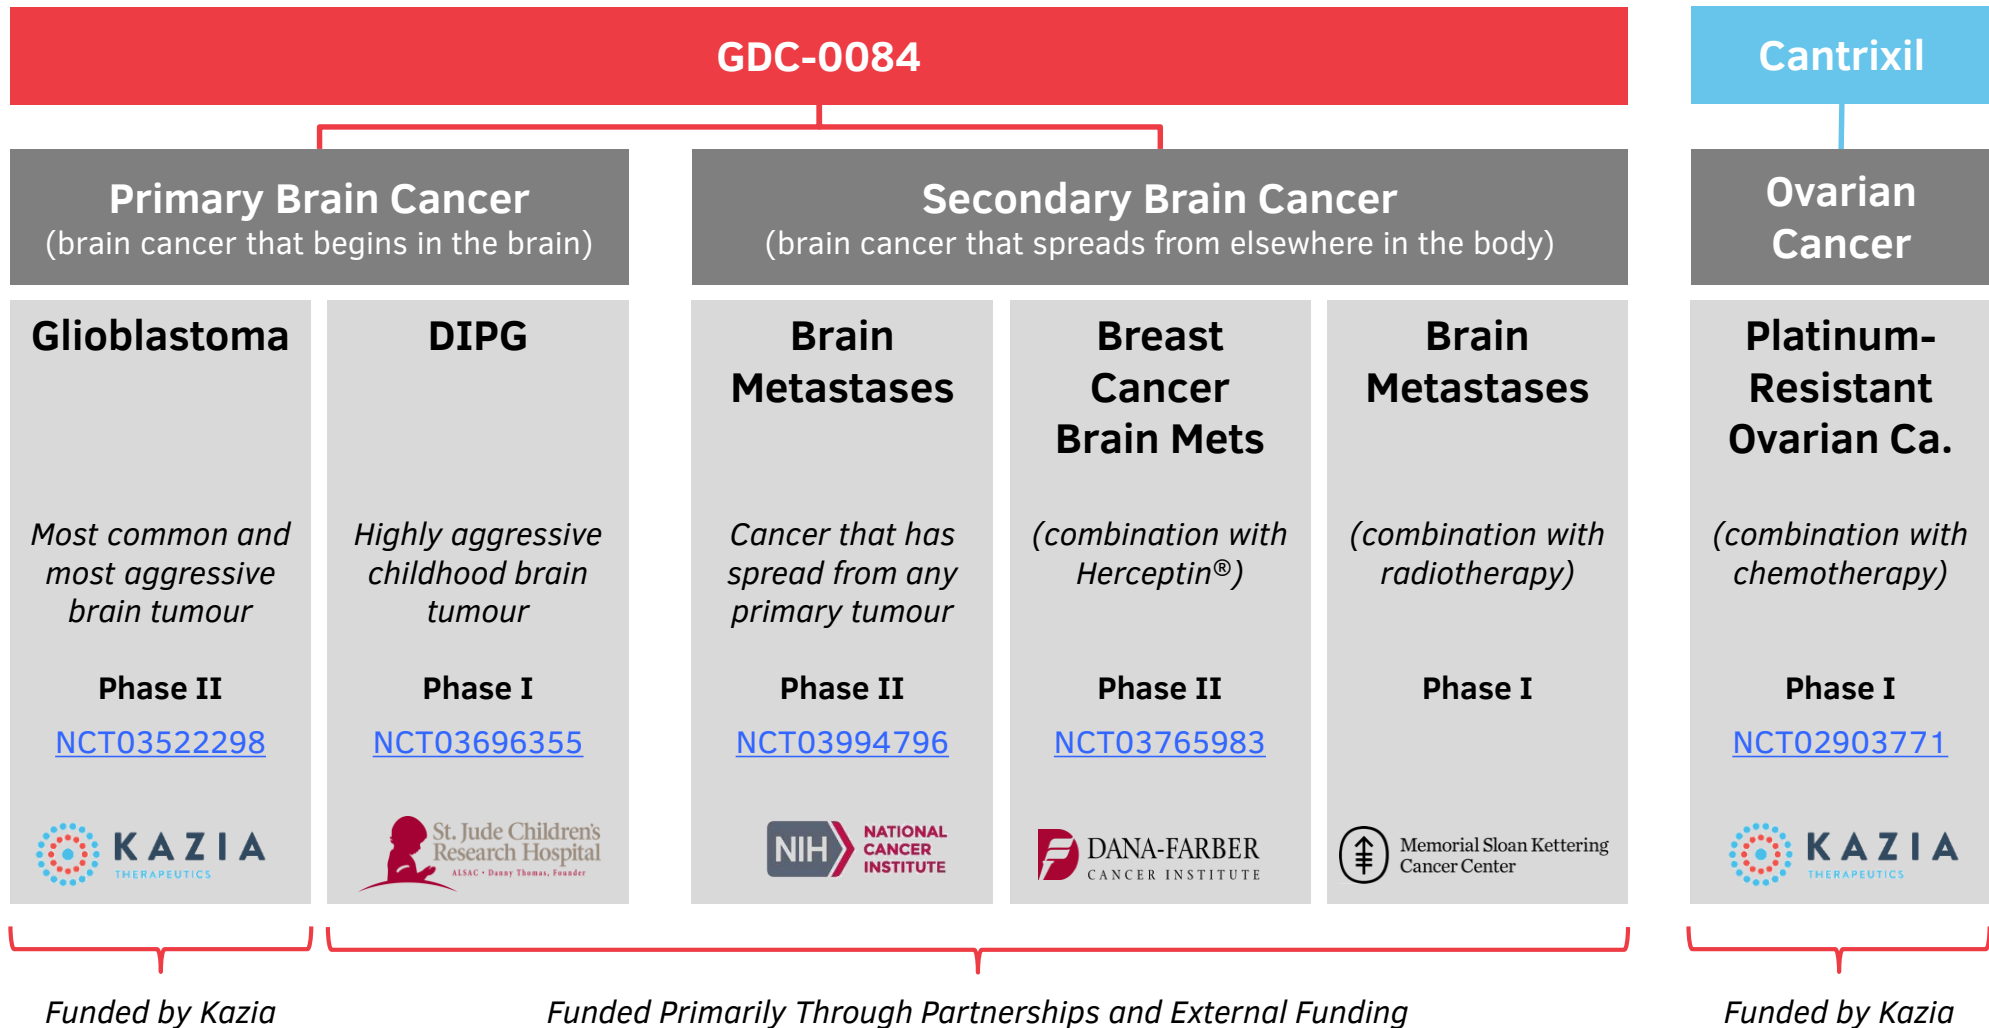 GDC-0084
Cantrixil
Primary Brain Cancer
(brain cancer that begins in the brain)
Secondary Brain Cancer
(brain cancer that spreads from elsewhere in the body)
Ovarian
Cancer
Glioblastoma
Most common and
most aggressive
brain tumour
Phase II
NCT03522298
KAZIA
THERAPEUTICS
DIPG
Highly aggressive
childhood brain
tumour
Phase I
NCT03696355
St. Jude Children's
Research Hospital
ALSAC • Danny Thomas, Founder
Brain
Metastases
Cancer that has
spread from any
primary tumour
Phase II
NCT03994796
NIH
NATIONAL
CANCER
INSTITUTE
Breast
Cancer
Brain Mets
(combination with
Herceptin®)
Phase II
NCT03765983
DANA-FARBER
CANCER INSTITUTE
Brain
Metastases
(combination with
radiotherapy)
Phase I
Memorial Sloan Kettering
Cancer Center
Platinum-
Resistant
Ovarian Ca.
(combination with
chemotherapy)
Phase I
NCT02903771
KAZIA
THERAPEUTICS
Funded by Kazia
Funded Primarily Through Partnerships and External Funding
Funded by Kazia